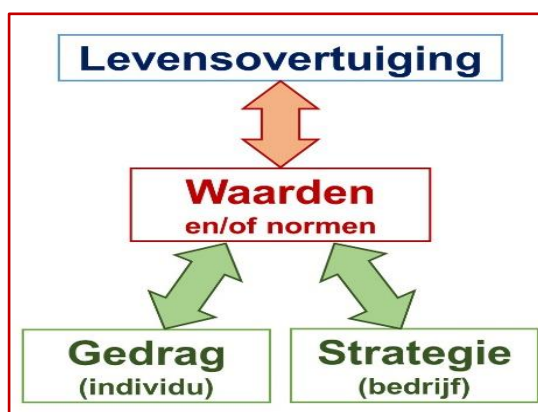 Levensovertuiging
Waarden
en/of normen
Gedrag
(individu)
Strategie
(bedrijf)